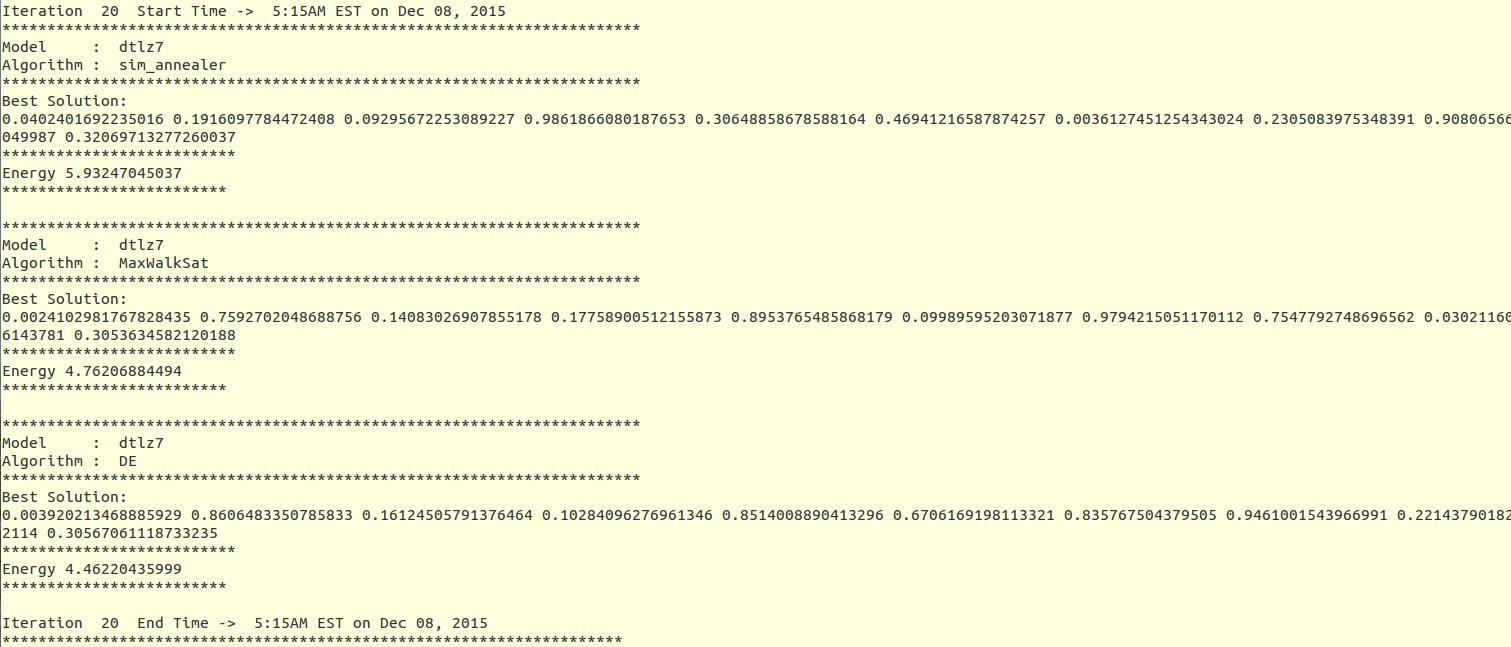 Iteration  20  Start Time ->  5:15AM EST on Dec 08, 2015
***********************************************************************
Model     :  dtlz7
Algorithm :  sim_annealer
***********************************************************************
Best Solution:
0.0402401692235016 0.1916097784472408 0.09295672253089227 0.9861866080187653 0.30648858678588164 0.46941216587874257 0.0036127451254343024 0.2305083975348391 0.90806566
049987 0.32069713277260037
**************************
Energy 5.93247045037
*************************
***********************************************************************
Model     :  dtlz7
Algorithm :  MaxWalkSat
***********************************************************************
Best Solution:
0.0024102981767828435 0.7592702048688756 0.14083026907855178 0.17758900512155873 0.8953765485868179 0.09989595203071877 0.9794215051170112 0.7547792748696562 0.03021160
6143781 0.3053634582120188
**************************
Energy 4.76206884494
*************************
***********************************************************************
Model     :  dtlz7
Algorithm :  DE
***********************************************************************
Best Solution:
0.003920213468885929 0.8606483350785833 0.16124505791376464 0.10284096276961346 0.8514008890413296 0.6706169198113321 0.835767504379505 0.9461001543966991 0.22143790182
2114 0.30567061118733235
**************************
Energy 4.46220435999
*************************
Iteration  20  End Time ->  5:15AM EST on Dec 08, 2015
*********************************************************************